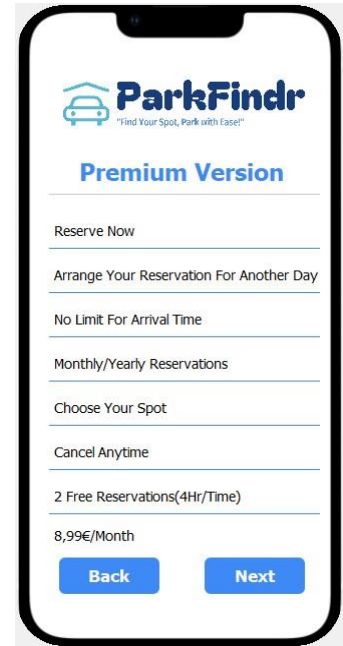 ParkFindr
"Find Your Spot, Park with Ease!"
Premium Version
Reserve Now
Arrange Your Reservation For Another Day
No Limit For Arrival Time
Monthly/Yearly Reservations
Choose Your Spot
Cancel Anytime
2 Free Reservations(4Hr/Time)
8,99€/Month
Back Next